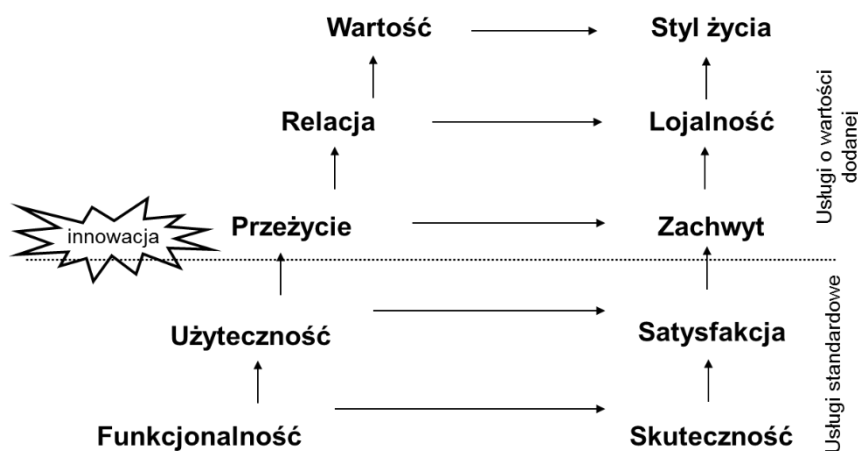 Wartość
Styl życia
Relacja
Lojalność
innowacja
Przeżycie
Zachwyt
Użyteczność
Satysfakcja
Funkcjonalność
Skuteczność
Usługi o wartości
dodanej
Usługi standardowe